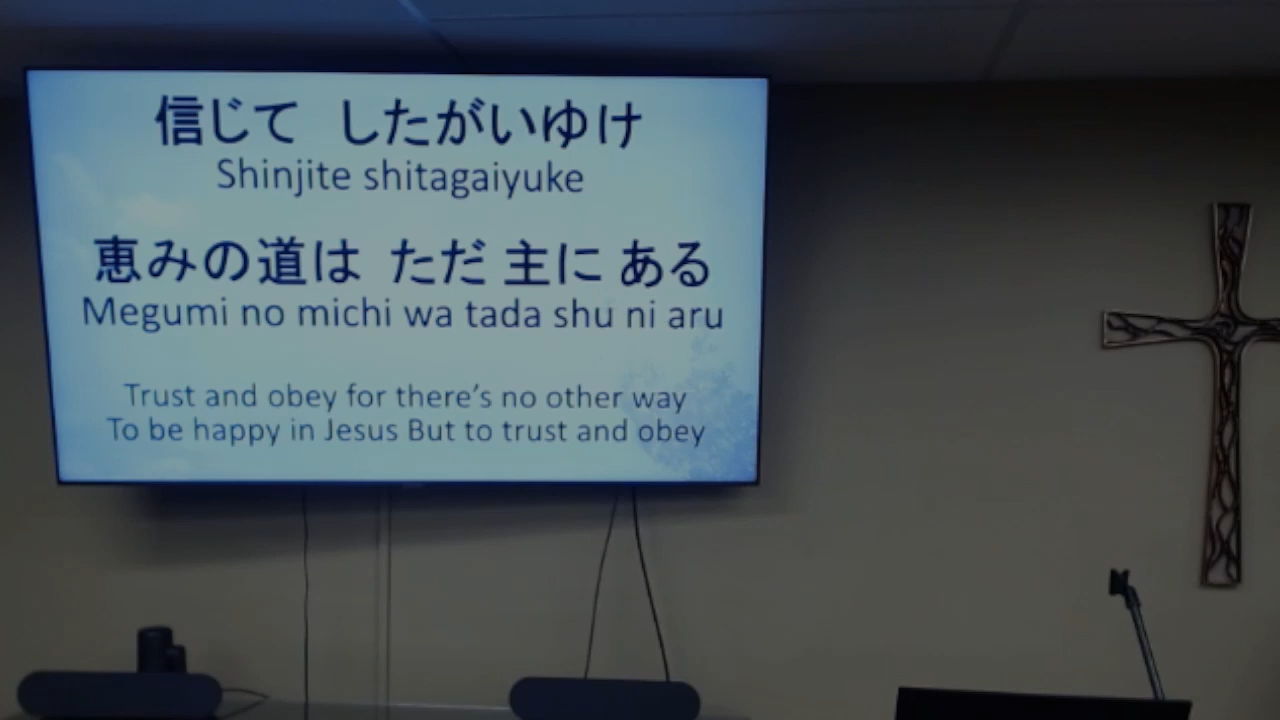 信じて したがいゆけ
Shinjite shitagaiyuke
恵みの道は ただ 主に ある
Megumi no michi wa tada shu ni aru
Trust and obey for there’s no other way
To be happy in Jesus But to trust and obey